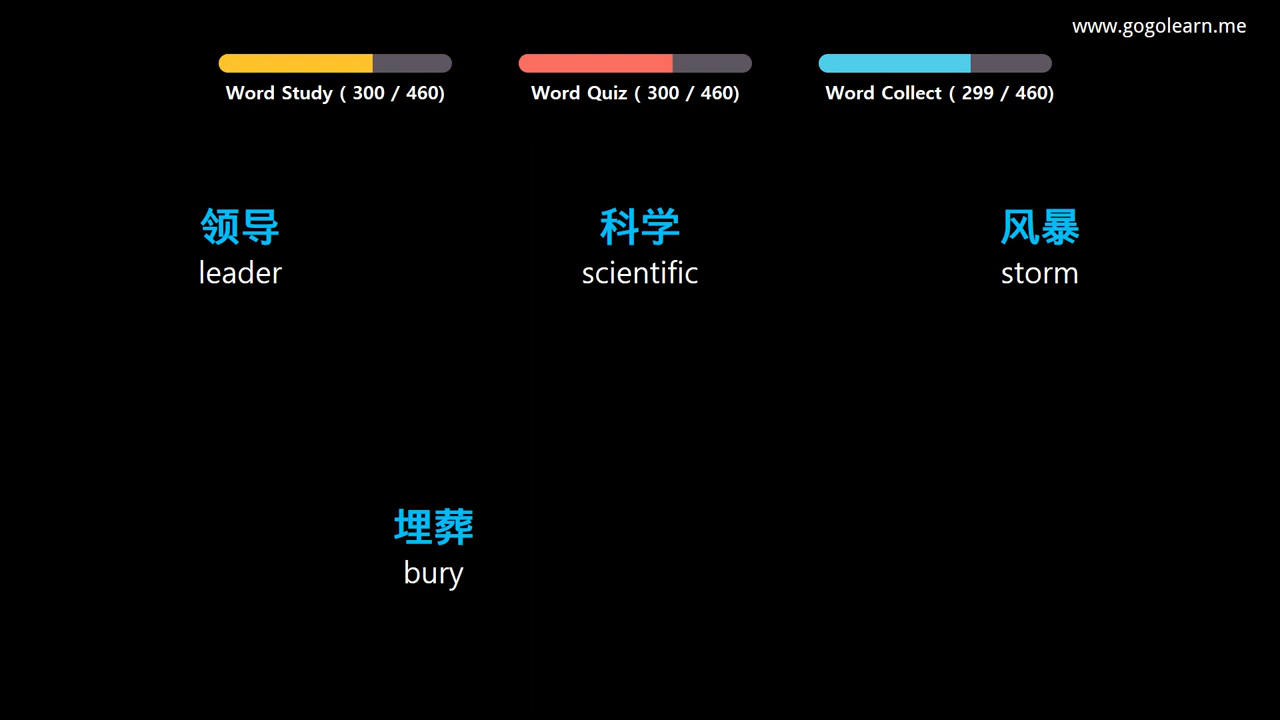 www.gogolearn.me
Word Study ( 300 / 460)
Word Quiz ( 300 / 460)
Word Collect ( 299 / 460)
领导
leader
科学
scientific
风暴
storm
埋葬
bury